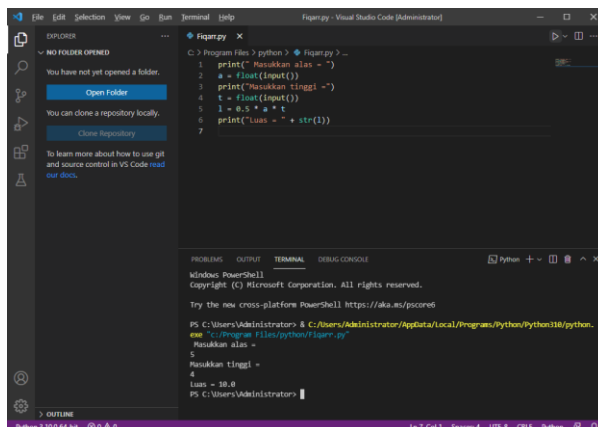 File Edit Selection View Go Run Terminal Help
Fiqarr.py - Visual Studio Code [Administrator]
EXPLORER
NO FOLDER OPENED
You have not yet opened a folder.
Open Folder
You can clone a repository locally.
Clone Repository
To learn more about how to use git
and source control in VS Code read
our docs.
OUTLINE
Fiqarr.py
C: > Program Files > python > Fiqarr.py > ...
1 print(" Masukkan alas = ")
2 a = float(input())
3 print("Masukkan tinggi =")
4 t = float(input())
5 l = 0.5 * a * t
6 print("Luas = " + str(l))
7
PROBLEMS OUTPUT TERMINAL DEBUG CONSOLE
Python
Windows PowerShell
Copyright (C) Microsoft Corporation. All rights reserved.
Try the new cross-platform PowerShell https://aka.ms/pscore6
PS C:\Users\Administrator> & C:/Users/Administrator/AppData/Local/Programs/Python/Python310/python.
exe "c:/Program Files/python/Fiqarr.py"
Masukkan alas =
5
Masukkan tinggi =
4
Luas = 10.0
PS C:\Users\Administrator>